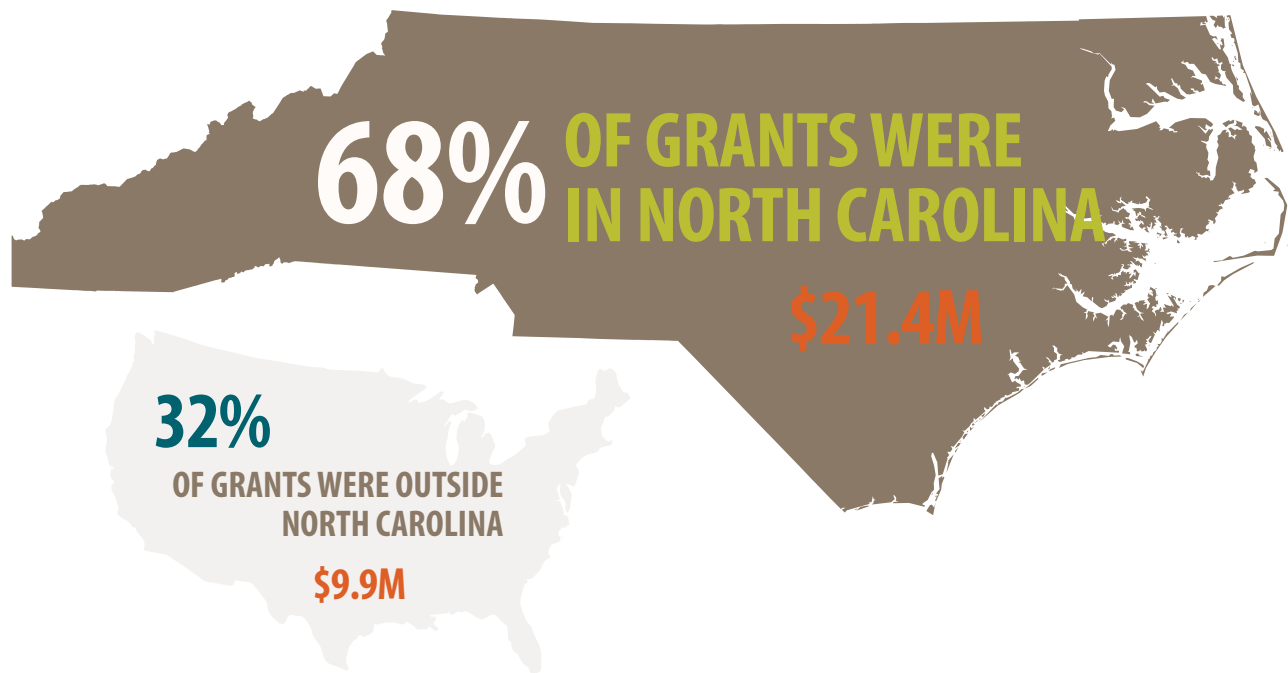 68%
OF GRANTS WERE
IN NORTH CAROLINA
$21.4M
32%
OF GRANTS WERE OUTSIDE
NORTH CAROLINA
$9.9M